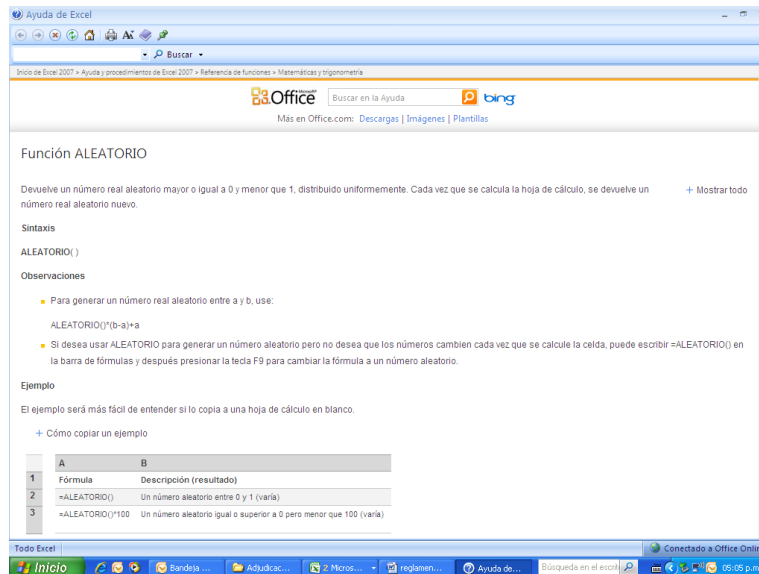 Ayuda de Excel
Buscar
Inicio de Excel 2007 > Ayuda y procedimientos de Excel 2007 > Referencia de funciones > Matemáticas y trigonometría
Microsoft Office Buscar en la Ayuda bing
Más en Office.com: Descargas | Imágenes | Plantillas
Función ALEATORIO
Devuelve un número real aleatorio mayor o igual a 0 y menor que 1, distribuido uniformemente. Cada vez que se calcula la hoja de cálculo, se devuelve un + Mostrar todo
número real aleatorio nuevo.
Sintaxis
ALEATORIO( )
Observaciones
Para generar un número real aleatorio entre a y b, use:
ALEATORIO()*(b-a)+a
Si desea usar ALEATORIO para generar un número aleatorio pero no desea que los números cambien cada vez que se calcule la celda, puede escribir =ALEATORIO() en
la barra de fórmulas y después presionar la tecla F9 para cambiar la fórmula a un número aleatorio.
Ejemplo
El ejemplo será más fácil de entender si lo copia a una hoja de cálculo en blanco.
+ Cómo copiar un ejemplo
A B
1 Fórmula Descripción (resultado)
2 =ALEATORIO() Un número aleatorio entre 0 y 1 (varía)
3 =ALEATORIO()*100 Un número aleatorio igual o superior a 0 pero menor que 100 (varía)
Todo Excel Conectado a Office Onlin
Inicio Bandeja ... Adjudicac... 2 Micros... reglamen... Ayuda de... Búsqueda en el escrito 05:05 p.m.